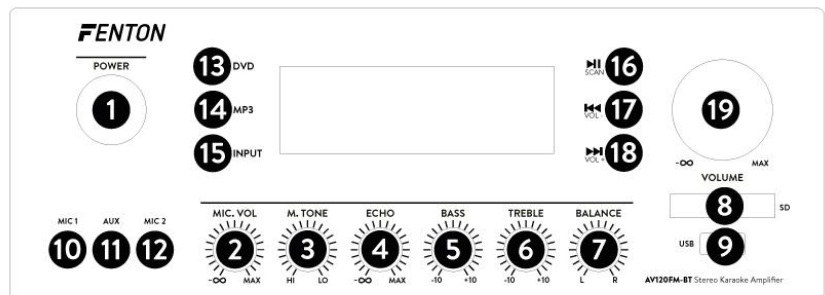 FENTON
POWER
1
13 DVD
14 MP3
15 INPUT
⏯ 16
SCAN
⏮ 17
VOL -
⏭ 18
VOL +
19
-∞ MAX
VOLUME
8 SD
USB 9
MIC 1 AUX MIC 2
10 11 12
MIC. VOL M. TONE ECHO BASS TREBLE BALANCE
2 3 4 5 6 7
-∞ MAX HI LO -∞ MAX -10 +10 -10 +10 L R
AV120FM-BT Stereo Karaoke Amplifier